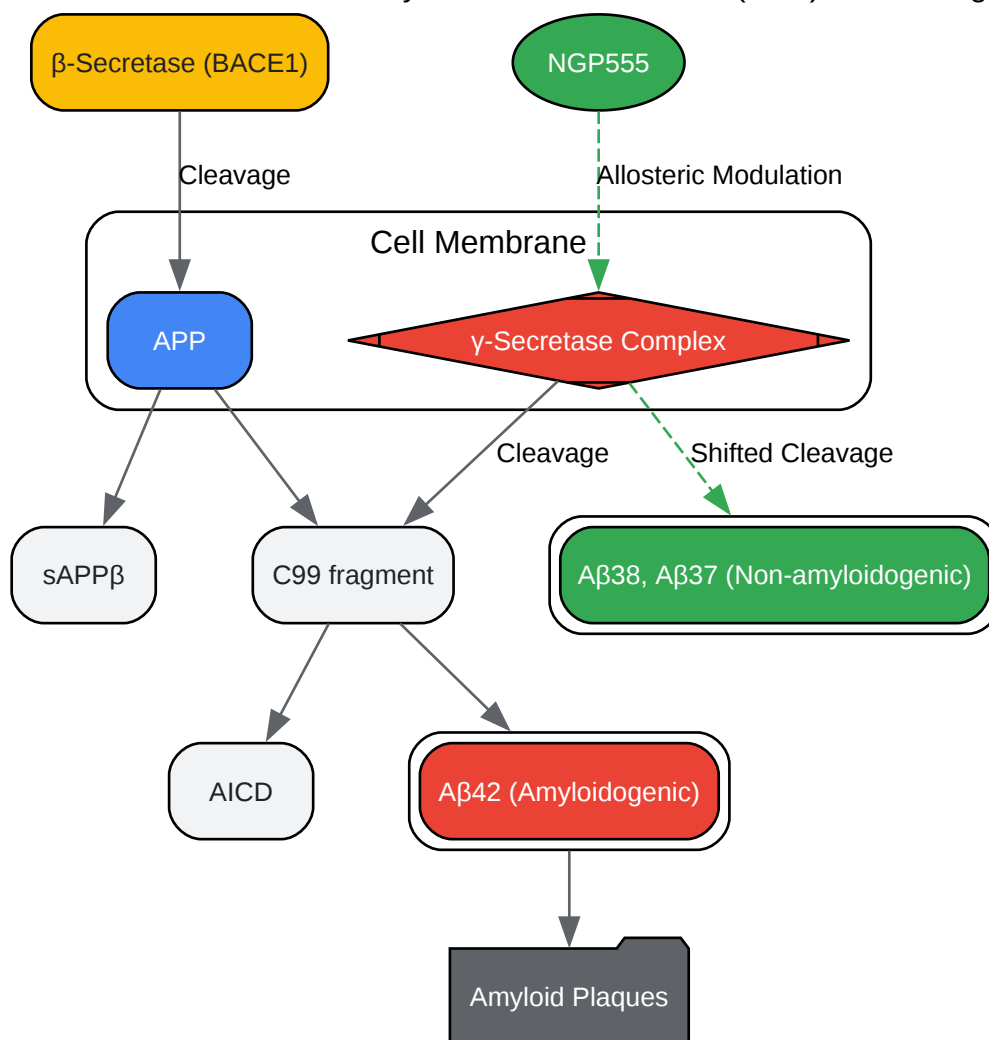 (
)
β-Secretase (BACE1)
NGP555
Cleavage
Allosteric Modulation
Cell Membrane
APP
γ-Secretase Complex
Cleavage
Shifted Cleavage
sAPPβ
C99 fragment
Aβ38, Aβ37 (Non-amyloidogenic)
AICD
Aβ42 (Amyloidogenic)
Amyloid Plaques